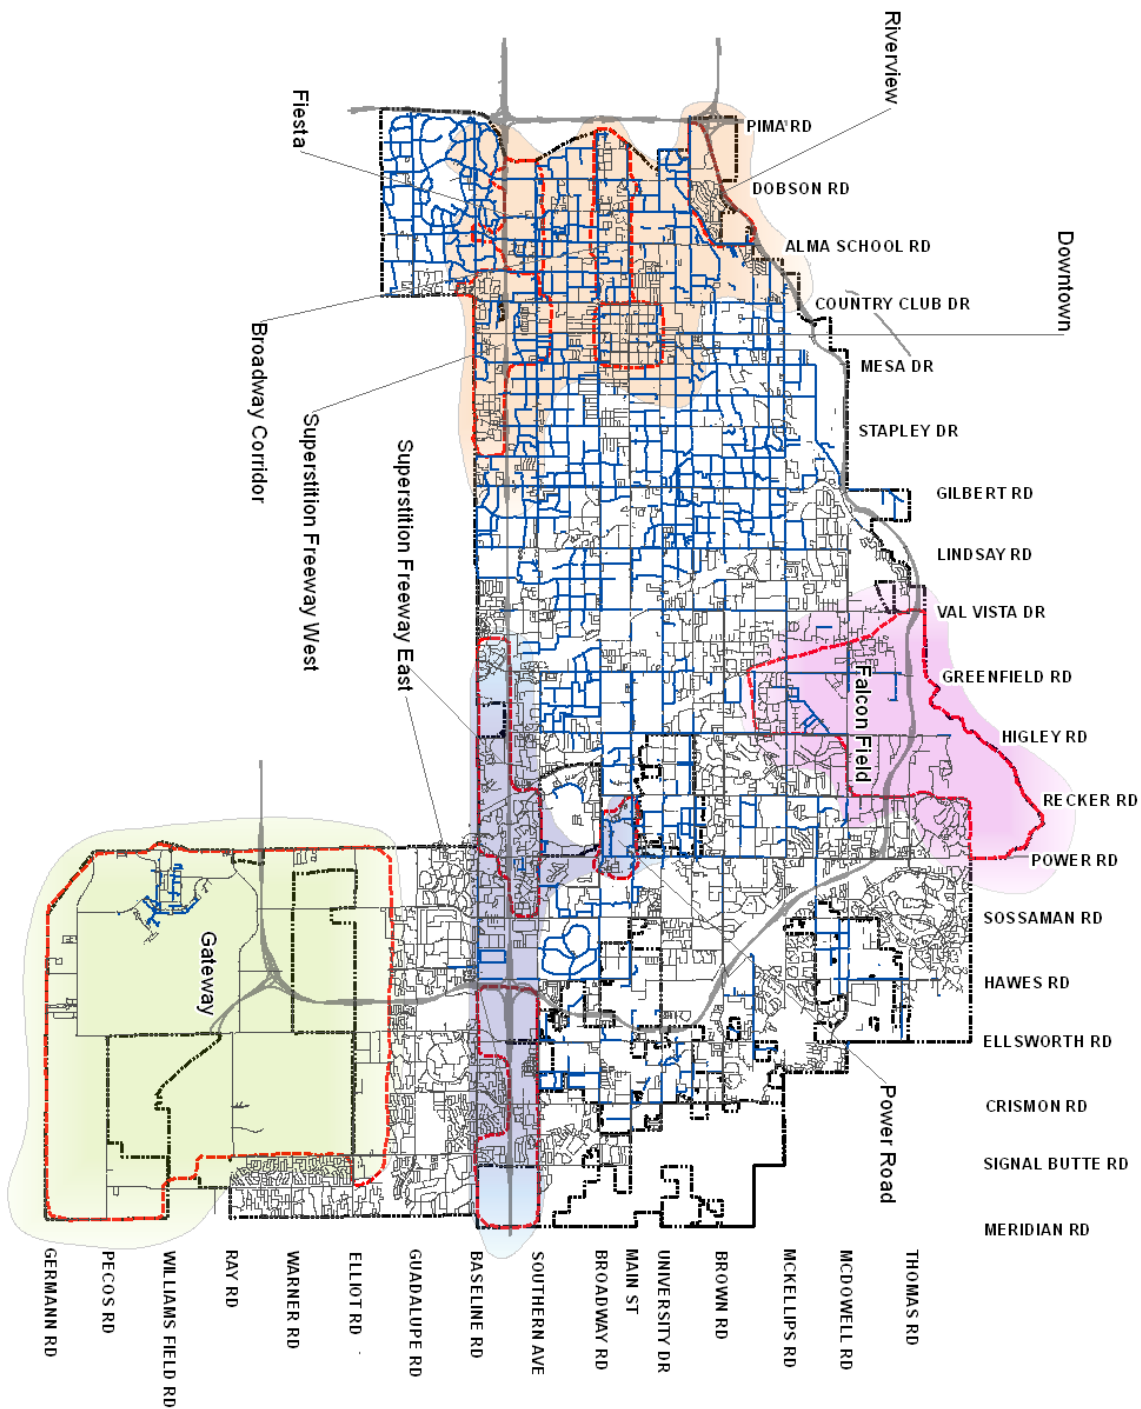 Riverview
Fiesta
PIMA RD
DOBSON RD
ALMA SCHOOL RD
Downtown
COUNTRY CLUB DR
Broadway Corridor
MESA DR
Superstition Freeway West
STAPLEY DR
Superstition Freeway East
GILBERT RD
LINDSAY RD
VAL VISTA DR
Falcon Field
GREENFIELD RD
HIGLEY RD
RECKER RD
POWER RD
SOSSAMAN RD
Gateway
HAWES RD
ELLSWORTH RD
Power Road
CRISMON RD
SIGNAL BUTTE RD
MERIDIAN RD
GERMANN RD
PECOS RD
WILLIAMS FIELD RD
RAY RD
WARNER RD
ELLIOT RD
GUADALUPE RD
BASELINE RD
SOUTHERN AVE
BROADWAY RD
MAIN ST
UNIVERSITY DR
BROWN RD
MCKELLIPS RD
MCDOWELL RD
THOMAS RD